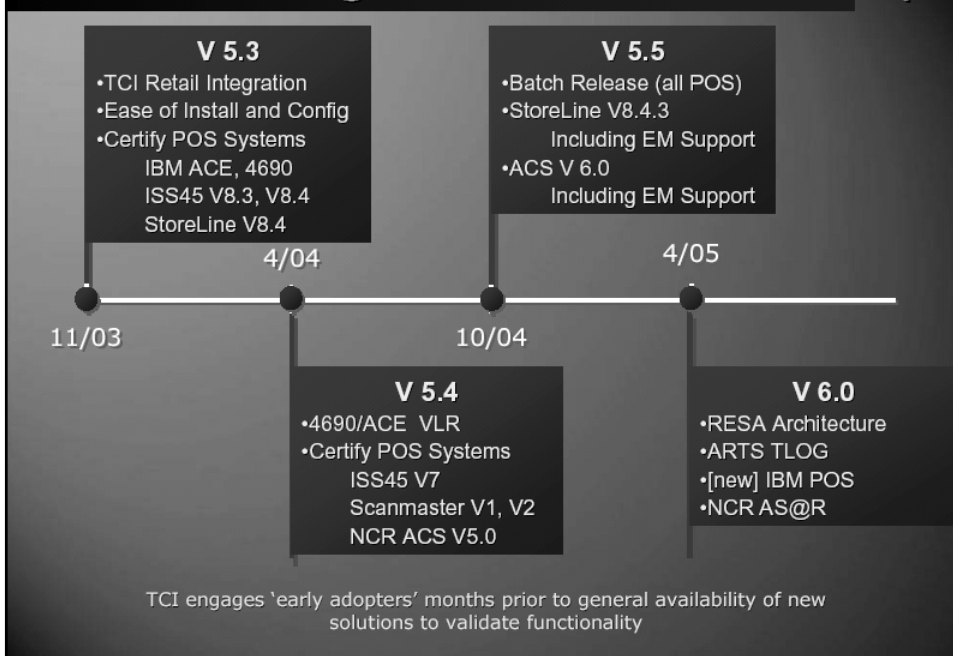 V 5.3
•TCI Retail Integration
•Ease of Install and Config
•Certify POS Systems
IBM ACE, 4690
ISS45 V8.3, V8.4
StoreLine V8.4
V 5.5
•Batch Release (all POS)
•StoreLine V8.4.3
Including EM Support
•ACS V 6.0
Including EM Support
4/04
4/05
11/03
10/04
V 5.4
•4690/ACE VLR
•Certify POS Systems
ISS45 V7
Scanmaster V1, V2
NCR ACS V5.0
V 6.0
•RESA Architecture
•ARTS TLOG
•[new] IBM POS
•NCR AS@R
TCI engages ‘early adopters’ months prior to general availability of new
solutions to validate functionality